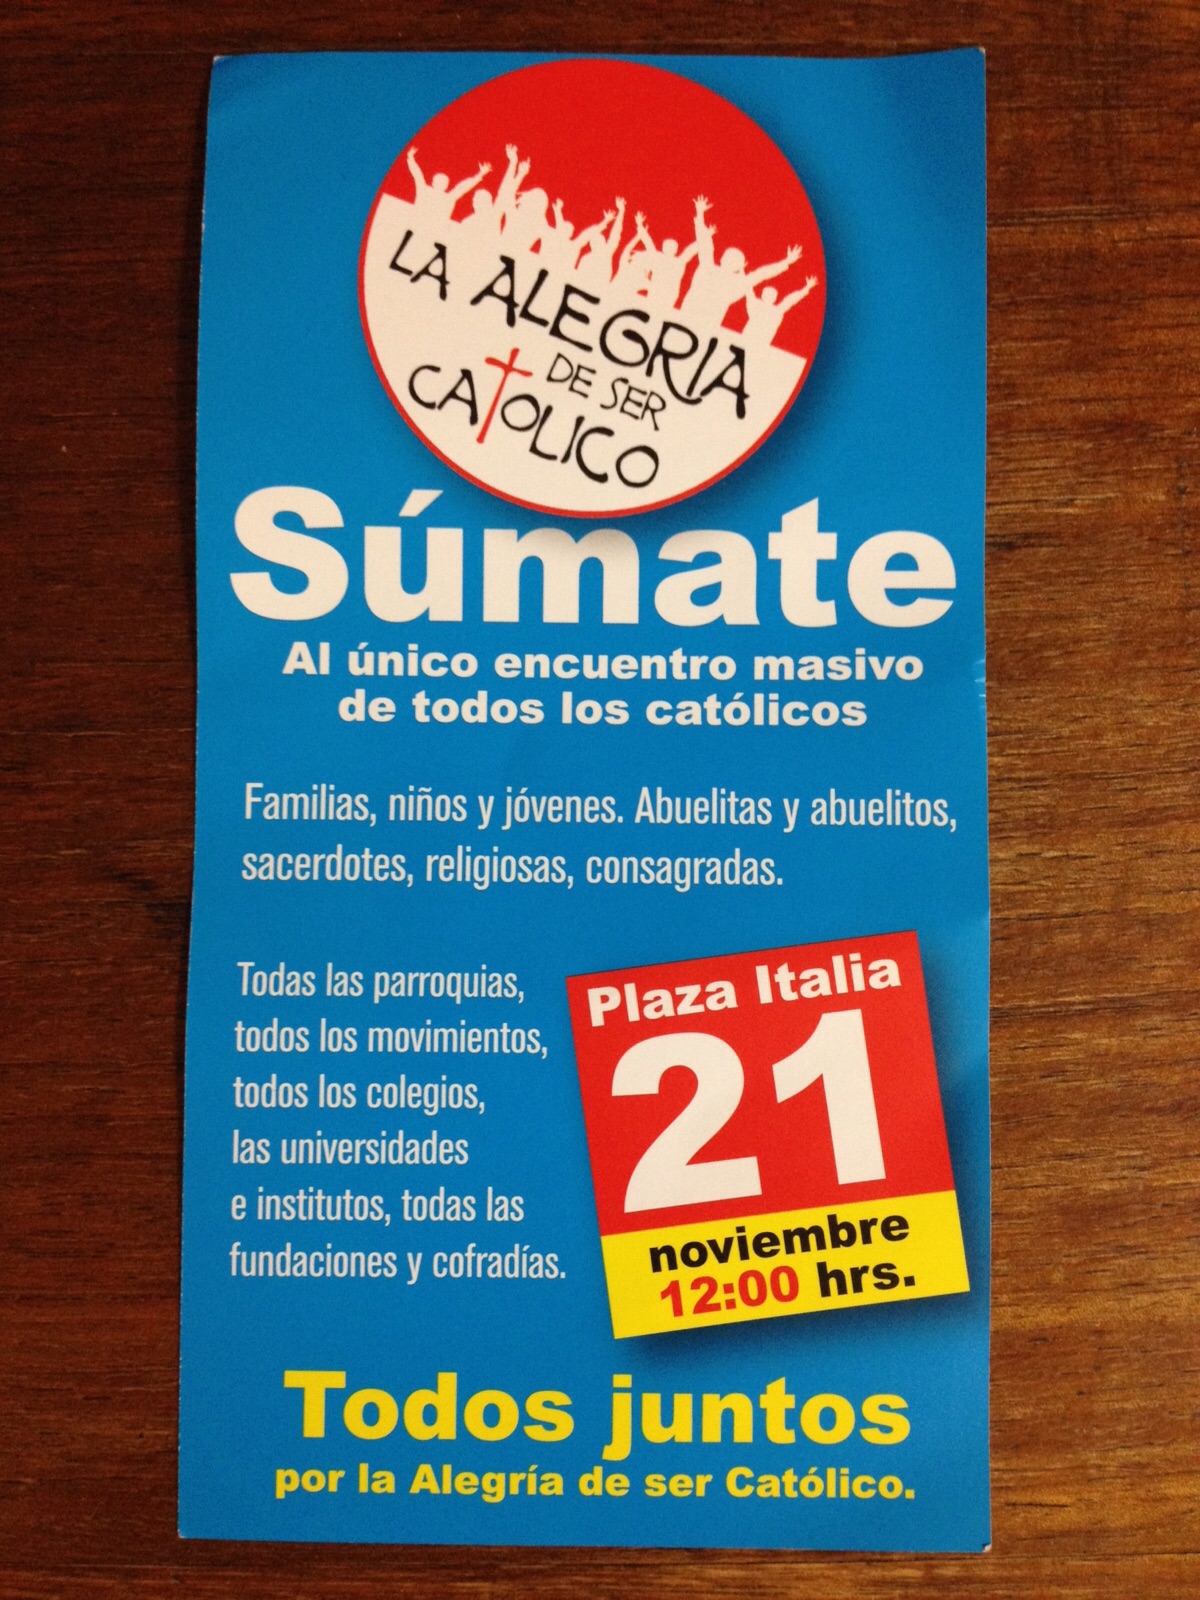 LA ALEGRIA
DE SER
CATOLICO
Súmate
Al único encuentro masivo
de todos los católicos
Familias, niños y jóvenes. Abuelitas y abuelitos,
sacerdotes, religiosas, consagradas.
Todas las parroquias,
todos los movimientos,
todos los colegios,
las universidades
e institutos, todas las
fundaciones y cofradías.
Plaza Italia
21
noviembre
12:00 hrs.
Todos juntos
por la Alegría de ser Católico.